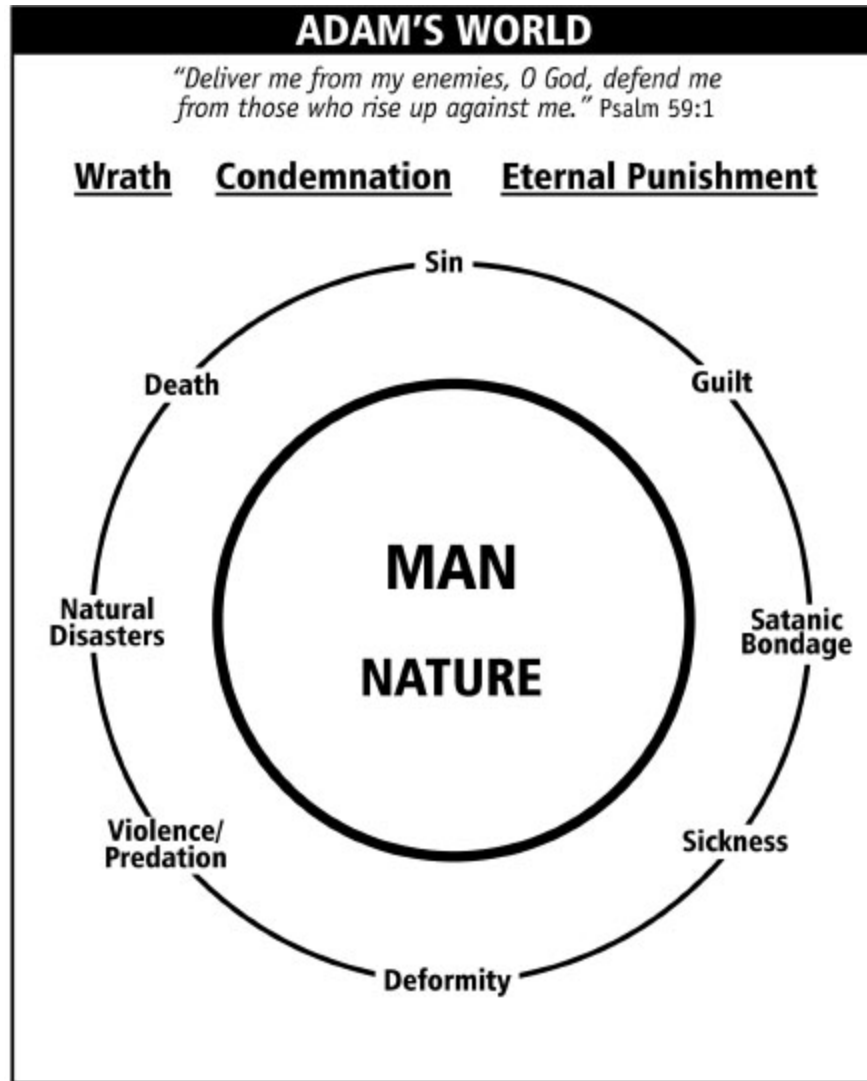 ADAM'S WORLD
“Deliver me from my enemies, O God, defend me
from those who rise up against me.” Psalm 59:1
Wrath Condemnation Eternal Punishment
Sin
Death
Guilt
MAN
NATURE
Natural
Disasters
Satanic
Bondage
Violence/
Predation
Sickness
Deformity